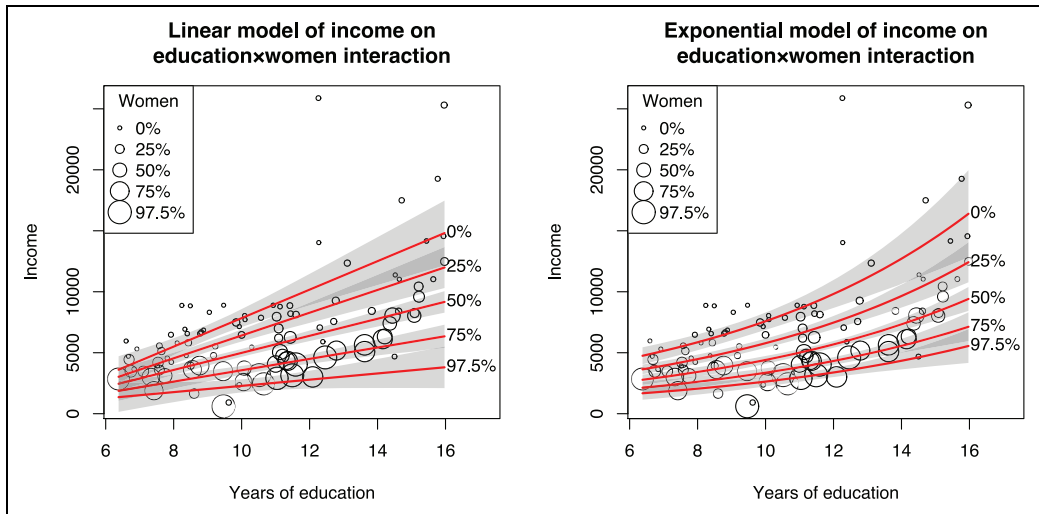 Linear model of income on
education×women interaction
Women
0%
25%
50%
75%
97.5%
Income
0
5000
10000
20000
0%
25%
50%
75%
97.5%
6 8 10 12 14 16
Years of education
Exponential model of income on
education×women interaction
Women
0%
25%
50%
75%
97.5%
Income
0
5000
10000
20000
0%
25%
50%
75%
97.5%
6 8 10 12 14 16
Years of education